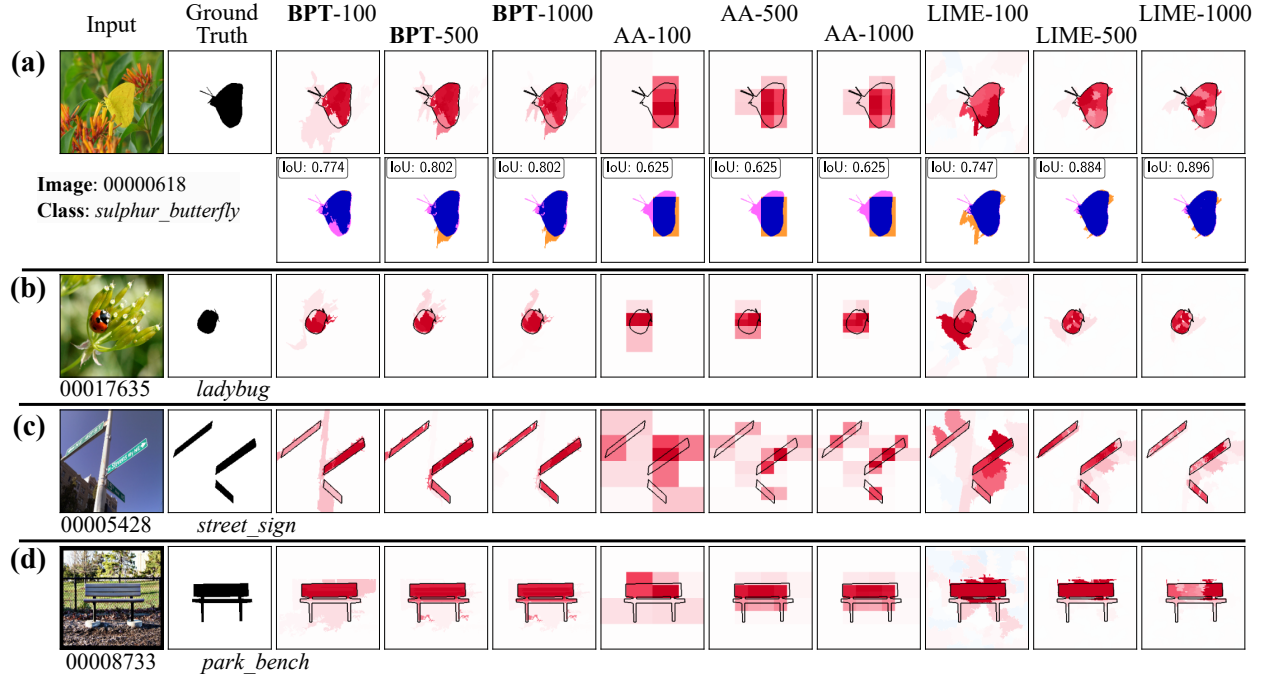 Input Ground Truth BPT-100 BPT-500 BPT-1000 AA-100 AA-500 AA-1000 LIME-100 LIME-500 LIME-1000
(a)
IoU: 0.774 IoU: 0.802 IoU: 0.802 IoU: 0.625 IoU: 0.625 IoU: 0.625 IoU: 0.747 IoU: 0.884 IoU: 0.896
Image: 00000618
Class: sulphur_butterfly
(b)
00017635 ladybug
(c)
00005428 street_sign
(d)
00008733 park_bench